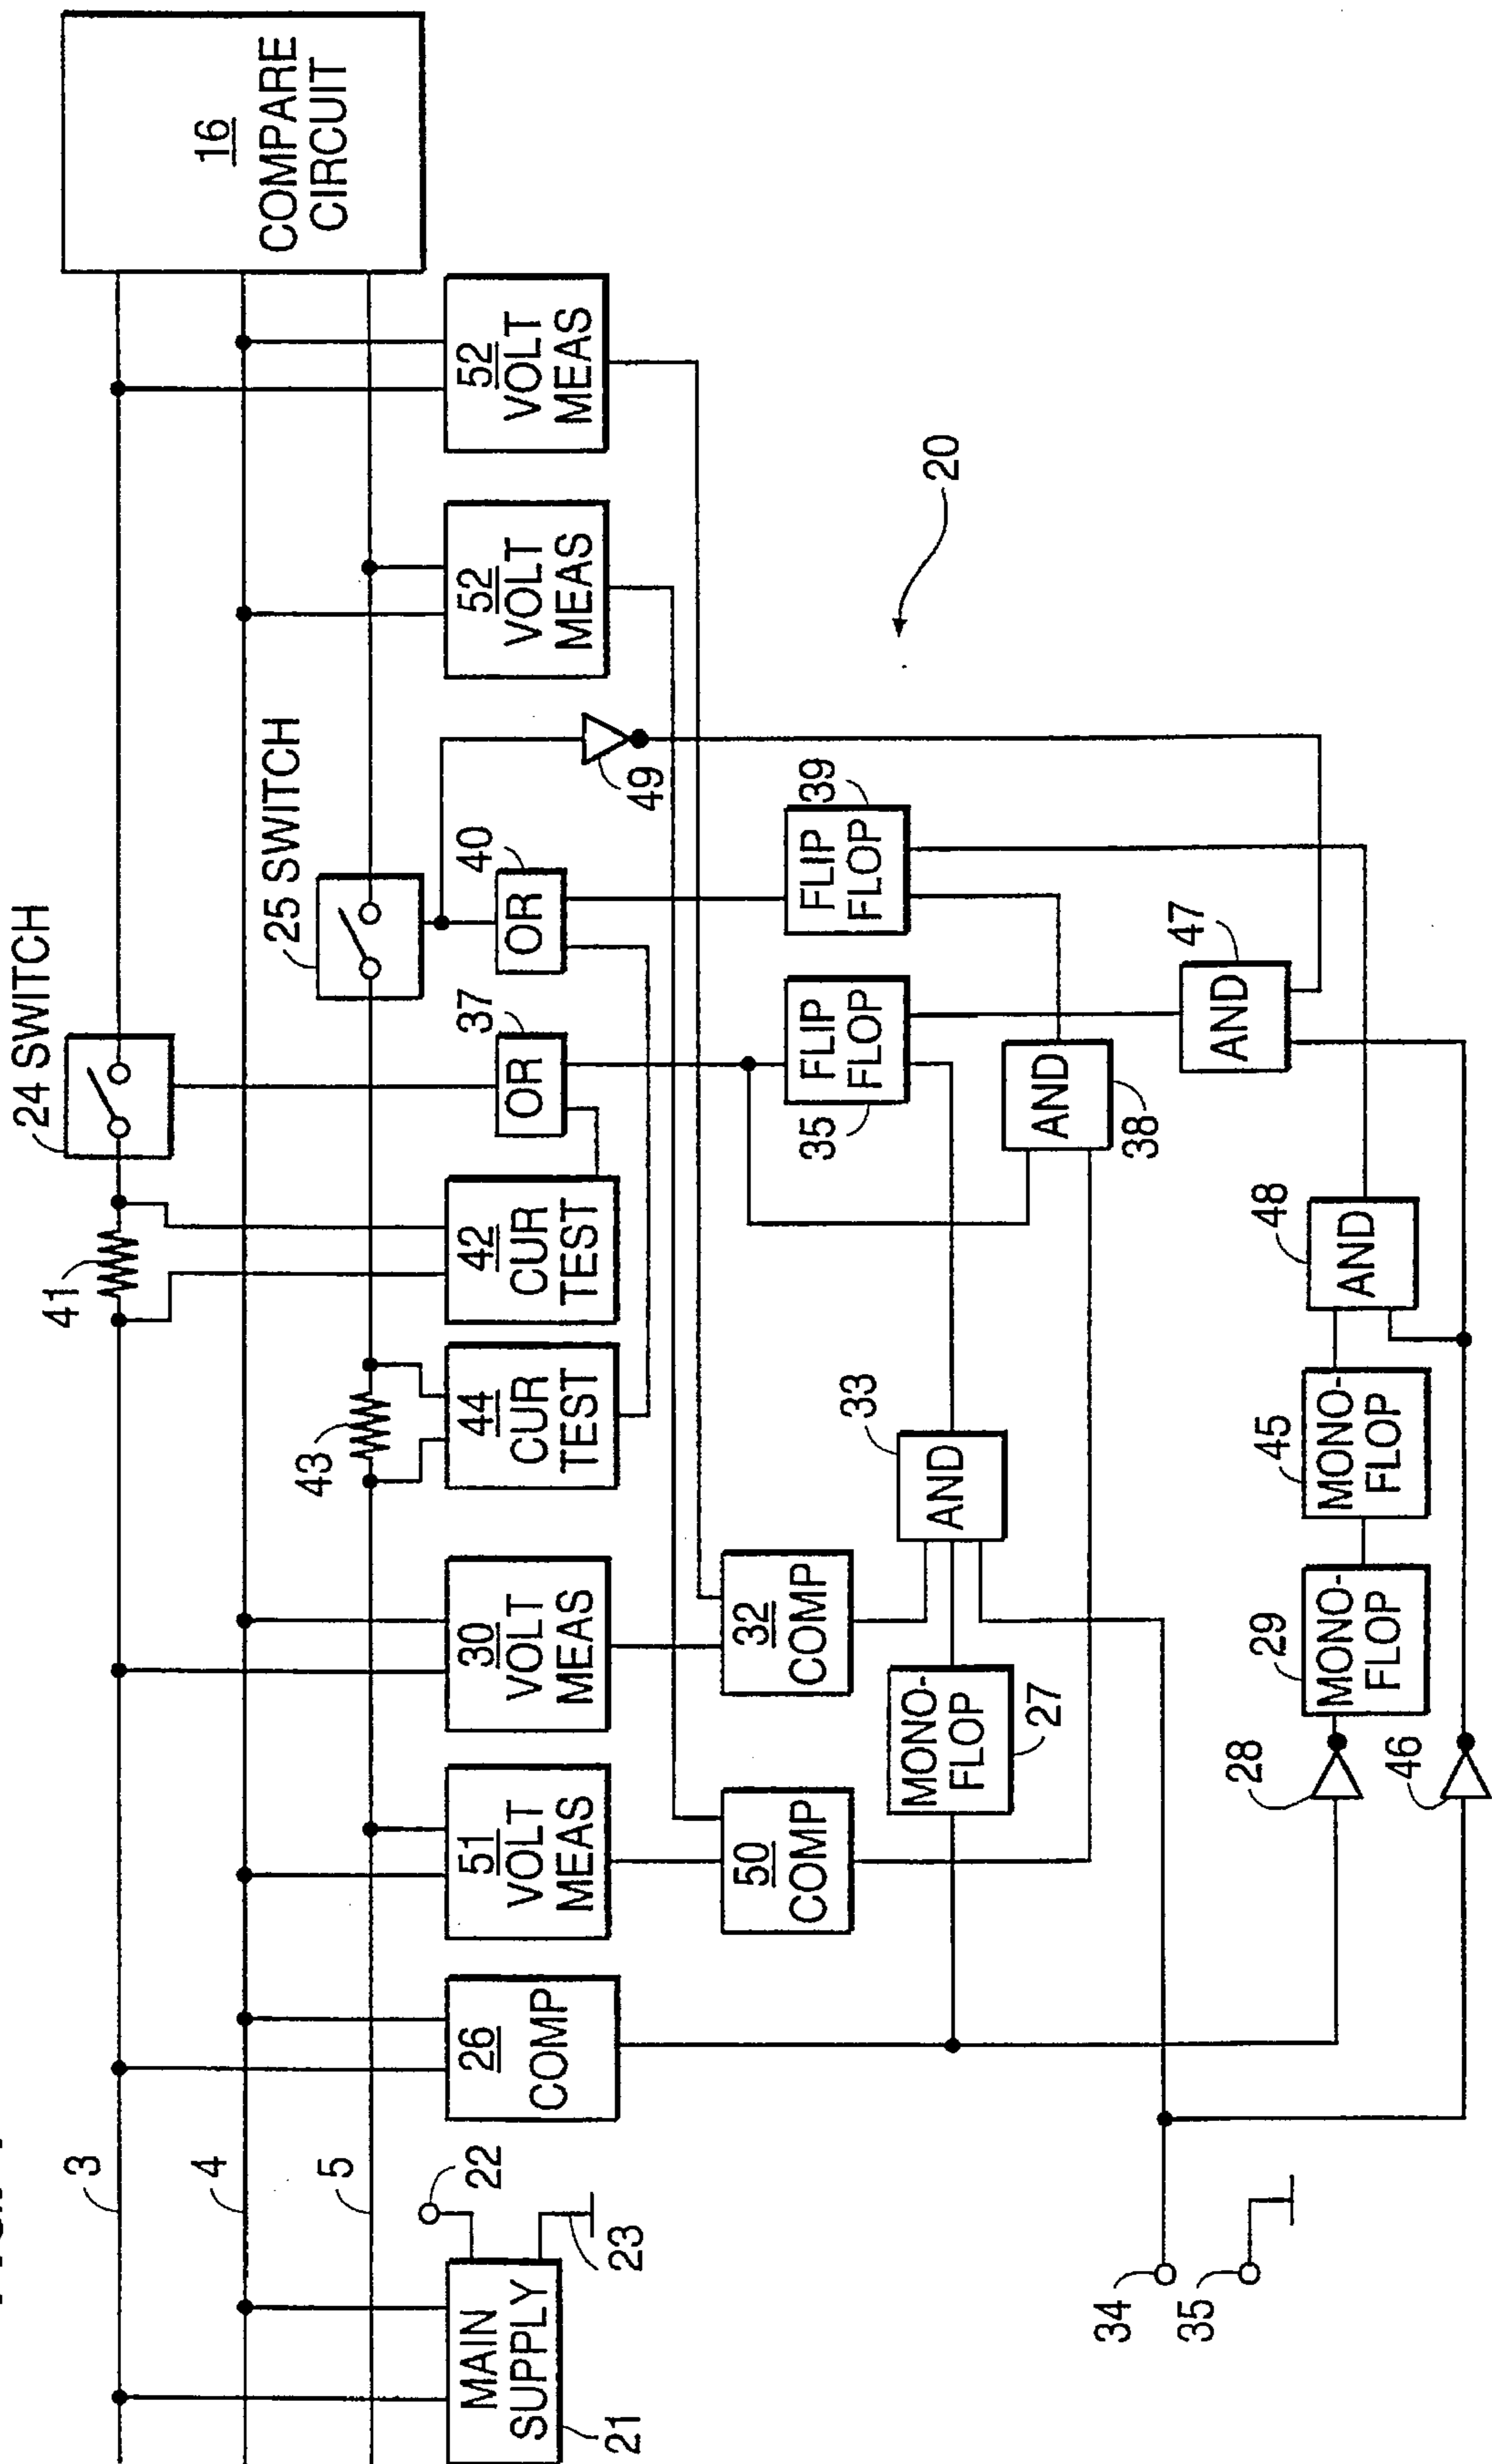 16
COMPARE
CIRCUIT
24 SWITCH
25 SWITCH
3
4
5
41
43
22
23
MAIN
SUPPLY
21
26
COMP
51
VOLT
MEAS
30
VOLT
MEAS
44
CUR
TEST
42
CUR
TEST
37
OR
40
OR
49
52
VOLT
MEAS
52
VOLT
MEAS
50
COMP
32
COMP
35
FLIP
FLOP
39
FLIP
FLOP
20
MONO-
FLOP
27
33
AND
AND
38
47
AND
34
35
28
46
29
MONO-
FLOP
45
MONO-
FLOP
48
AND